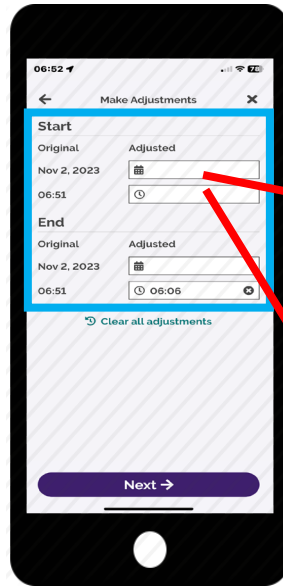 06:52
Make Adjustments
Start
Original Adjusted
Nov 2, 2023
06:51
End
Original Adjusted
Nov 2, 2023
06:51 06:06
Clear all adjustments
Next →